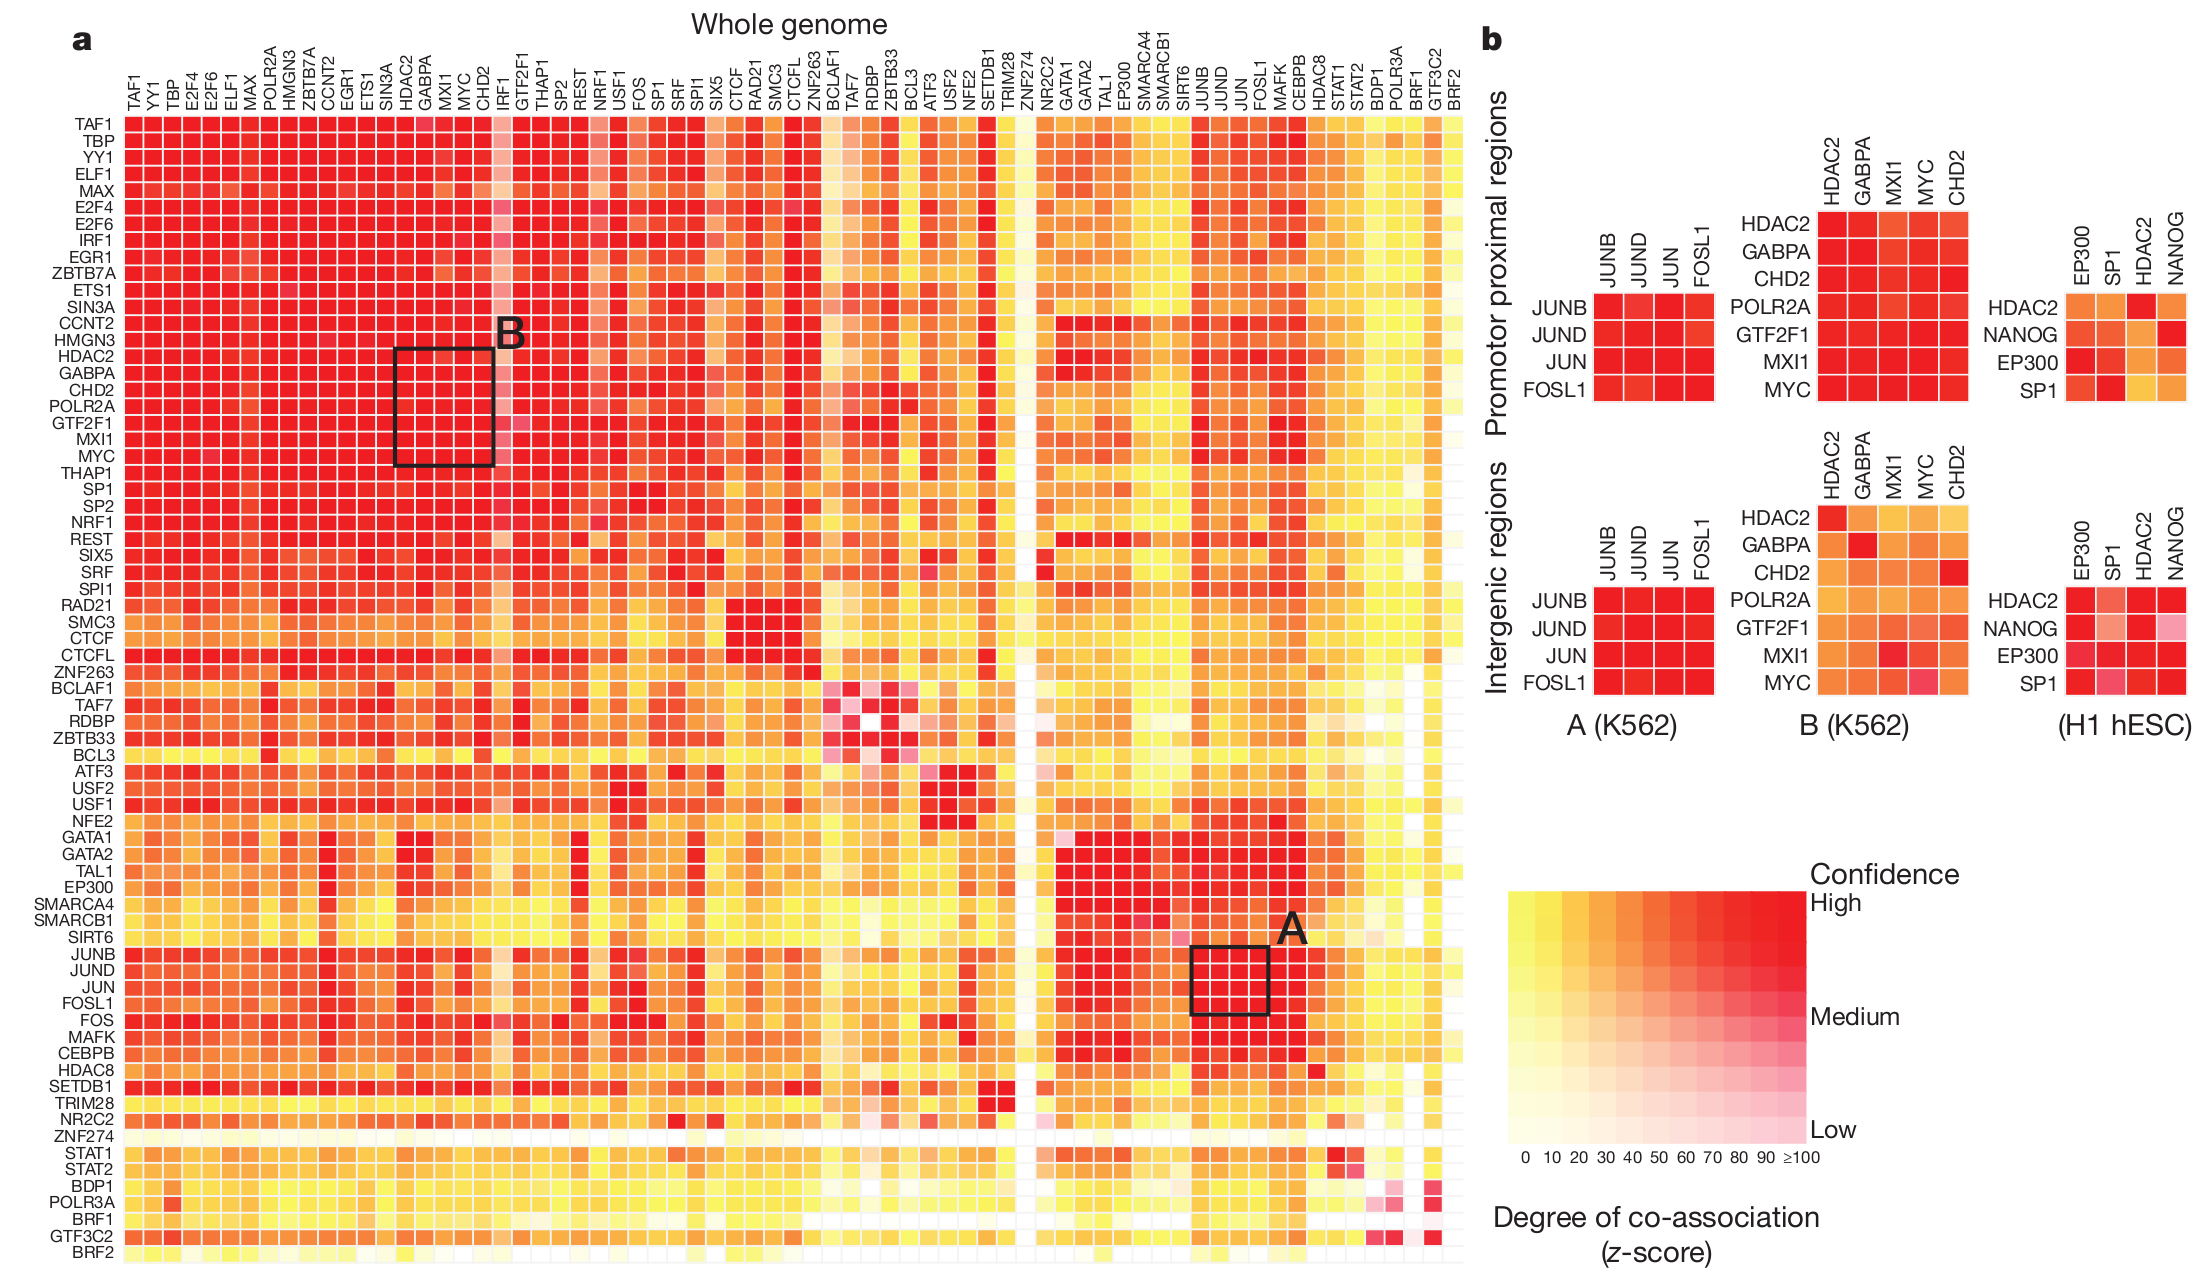 a
Whole genome
TAF1
YY1
TBP
E2F4
E2F6
ELF1
MAX
POLR2A
HMGN3
ZBTB7A
CCNT2
EGR1
ETS1
SIN3A
HDAC2
GABPA
MXI1
MYC
CHD2
IRF1
GTF2F1
THAP1
SP2
REST
NRF1
USF1
FOS
SP1
SRF
SPI1
SIX5
CTCF
RAD21
SMC3
CTCFL
ZNF263
BCLAF1
TAF7
RDBP
ZBTB33
BCL3
ATF3
USF2
NFE2
SETDB1
TRIM28
ZNF274
NR2C2
GATA1
GATA2
TAL1
EP300
SMARCA4
SMARCB1
SIRT6
JUNB
JUND
JUN
FOSL1
MAFK
CEBPB
HDAC8
STAT1
STAT2
BDP1
POLR3A
BRF1
GTF3C2
BRF2
TAF1
TBP
YY1
ELF1
MAX
E2F4
E2F6
IRF1
EGR1
ZBTB7A
ETS1
SIN3A
CCNT2
HMGN3
HDAC2
GABPA
CHD2
POLR2A
GTF2F1
MXI1
MYC
THAP1
SP1
SP2
NRF1
REST
SIX5
SRF
SPI1
RAD21
SMC3
CTCF
CTCFL
ZNF263
BCLAF1
TAF7
RDBP
ZBTB33
BCL3
ATF3
USF2
USF1
NFE2
GATA1
GATA2
TAL1
EP300
SMARCA4
SMARCB1
SIRT6
JUNB
JUND
JUN
FOSL1
FOS
MAFK
CEBPB
HDAC8
SETDB1
TRIM28
NR2C2
ZNF274
STAT1
STAT2
BDP1
POLR3A
BRF1
GTF3C2
BRF2
B
A
b
Promotor proximal regions
JUNB
JUND
JUN
FOSL1
JUNB
JUND
JUN
FOSL1
HDAC2
GABPA
MXI1
MYC
CHD2
HDAC2
GABPA
CHD2
POLR2A
GTF2F1
MXI1
MYC
EP300
SP1
HDAC2
NANOG
HDAC2
NANOG
EP300
SP1
Intergenic regions
JUNB
JUND
JUN
FOSL1
JUNB
JUND
JUN
FOSL1
HDAC2
GABPA
MXI1
MYC
CHD2
HDAC2
GABPA
CHD2
POLR2A
GTF2F1
MXI1
MYC
EP300
SP1
HDAC2
NANOG
HDAC2
NANOG
EP300
SP1
A (K562)
B (K562)
(H1 hESC)
Confidence
High
Medium
Low
0 10 20 30 40 50 60 70 80 90 ≥100
Degree of co-association
(z-score)